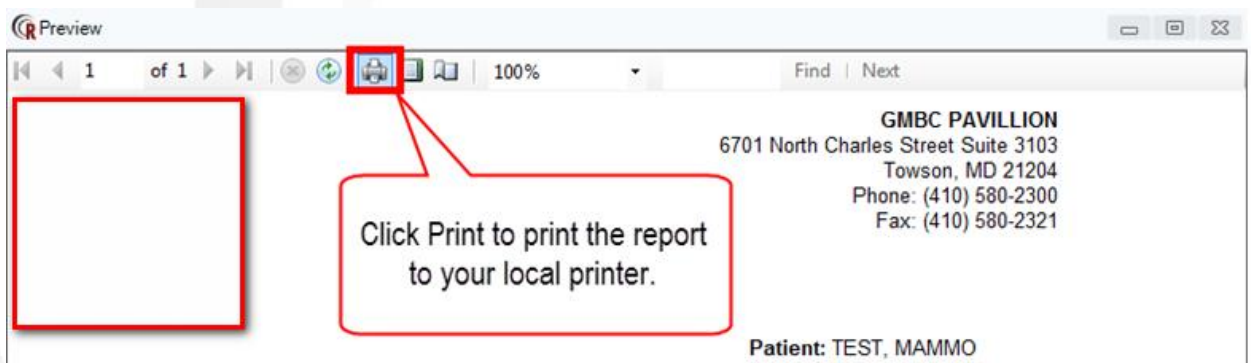 Preview
1 of 1 100% Find | Next
GMBC PAVILLION
6701 North Charles Street Suite 3103
Towson, MD 21204
Phone: (410) 580-2300
Fax: (410) 580-2321
Click Print to print the report
to your local printer.
Patient: TEST, MAMMO